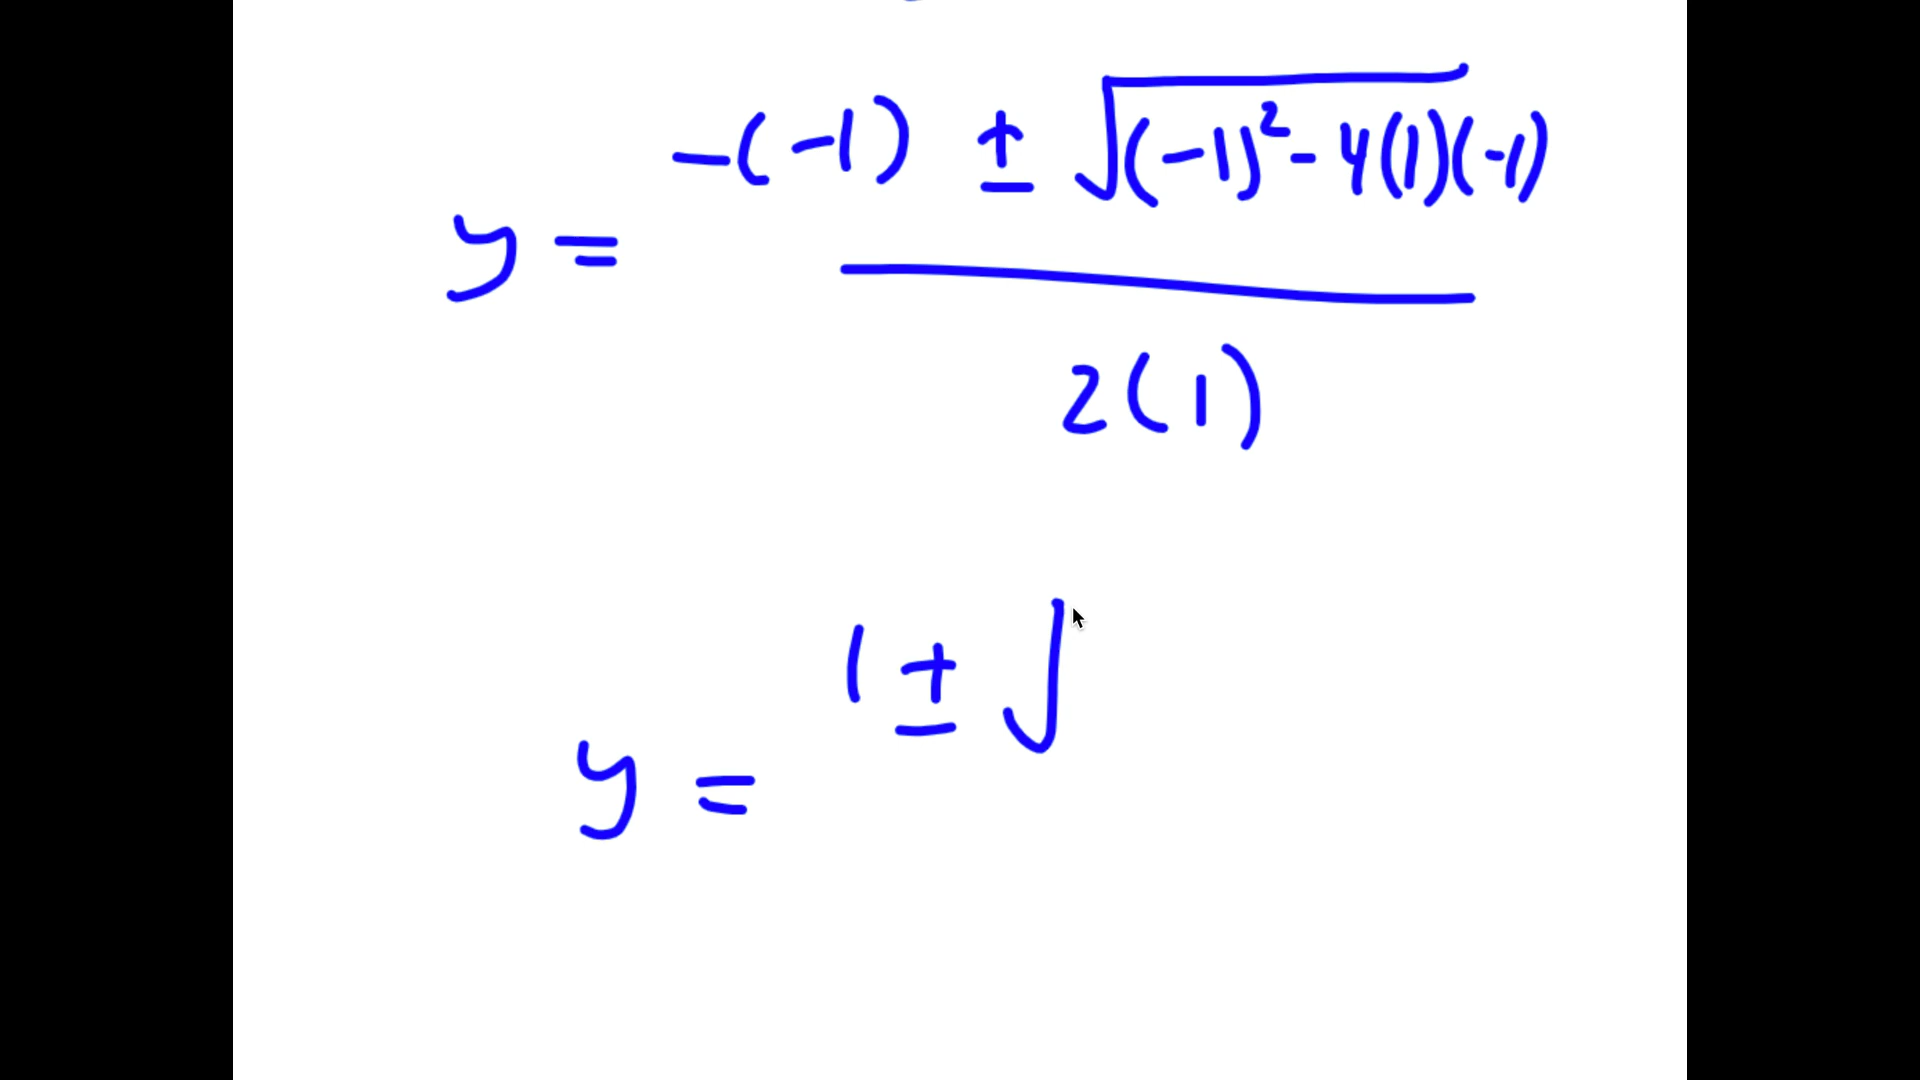 y = -(-1) ± √(-1)² - 4(1)(-1)
2(1)
y = 1 ± √